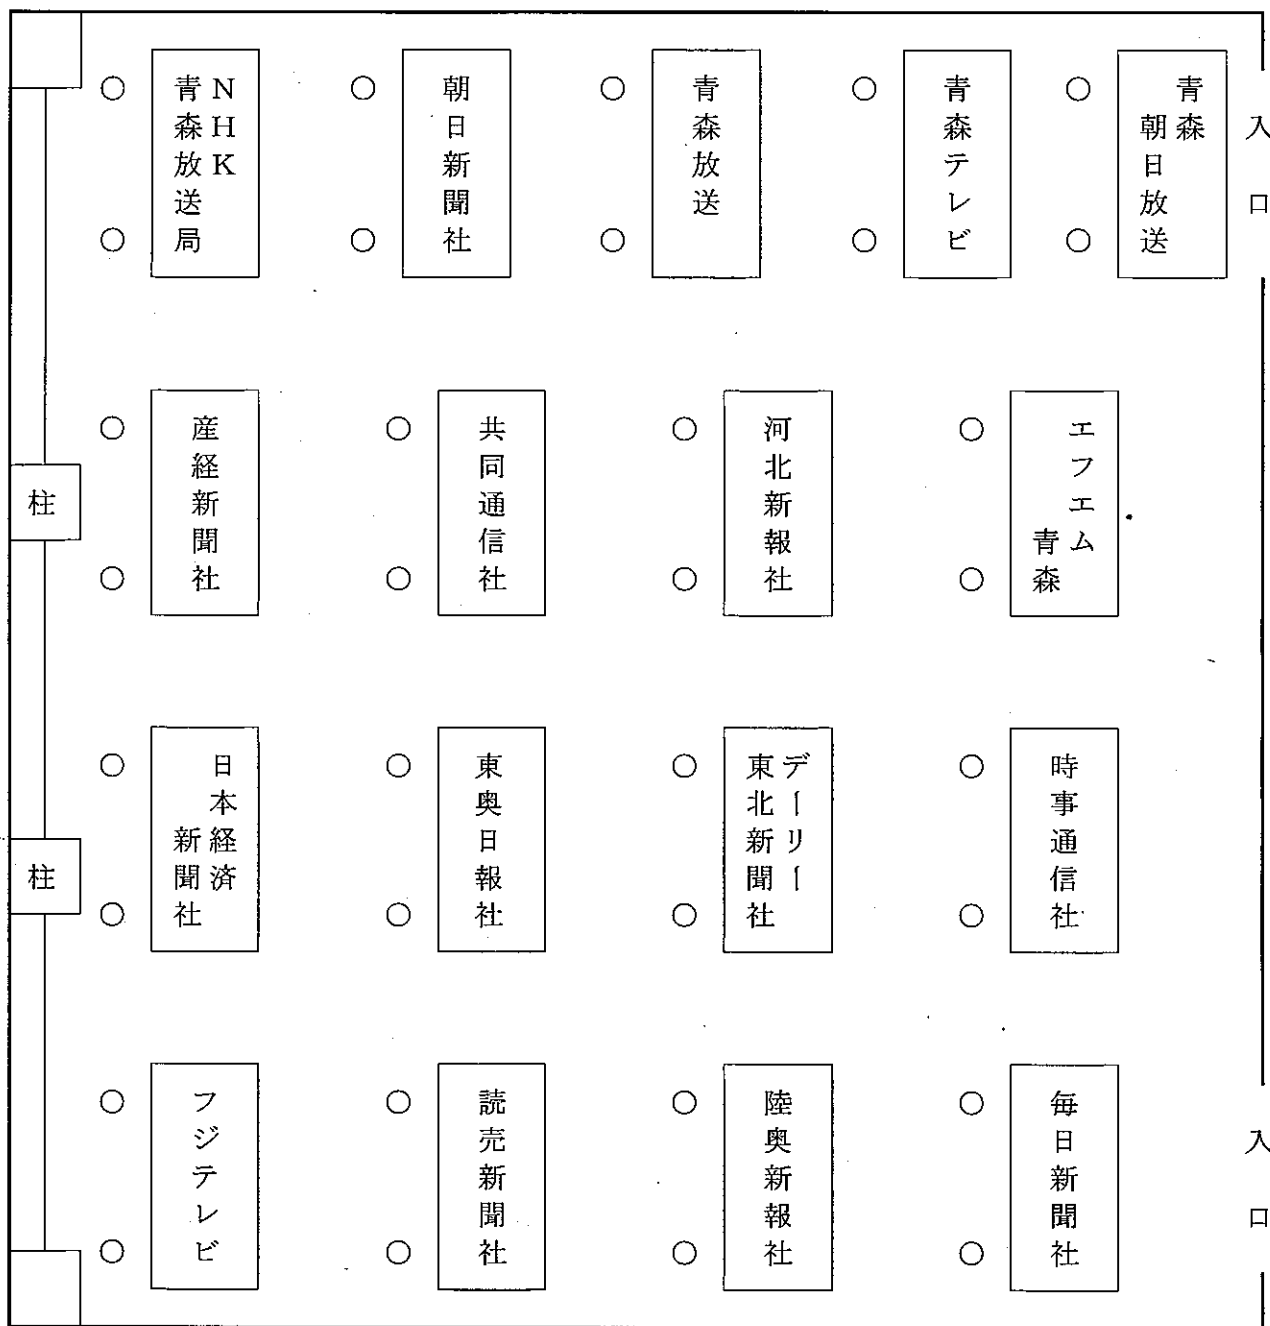 NHK
青森放送局
朝日新聞社
青森放送
青森テレビ
青森
朝日放送
入口
産経新聞社
共同通信社
河北新報社
エフエム
青森
柱
日本経済
新聞社
東奥日報社
デーリー
東北新聞社
時事通信社
柱
フジテレビ
読売新聞社
陸奥新報社
毎日新聞社
入口